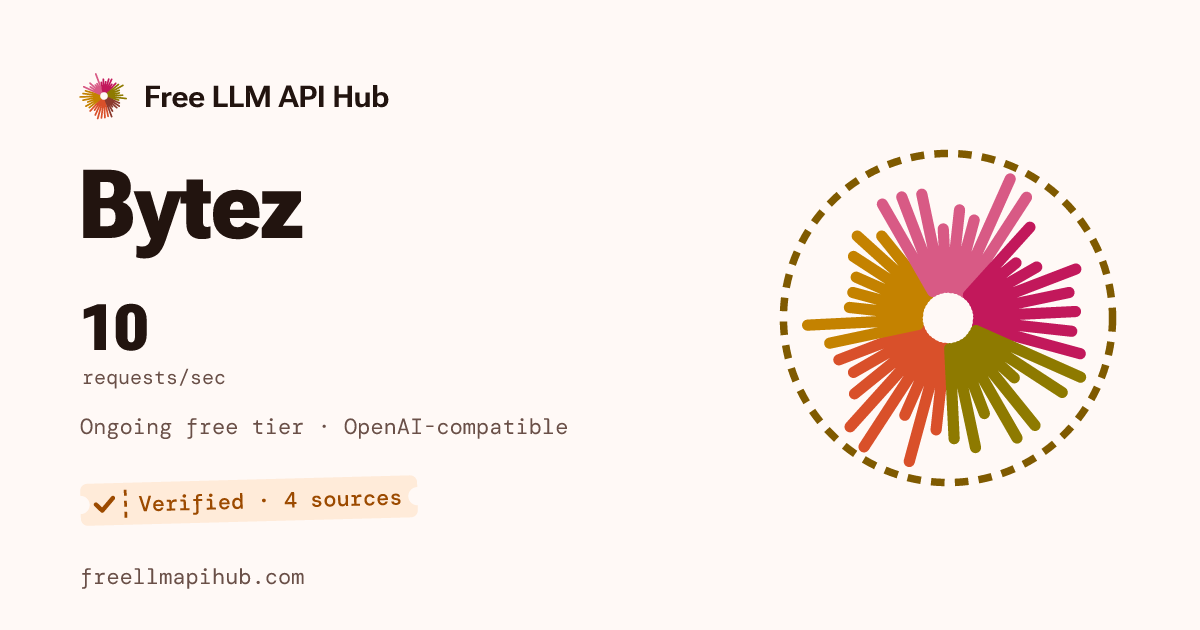 Free LLM API Hub
Bytez
10
requests/sec
Ongoing free tier · OpenAI-compatible
Verified · 4 sources
freellmapihub.com